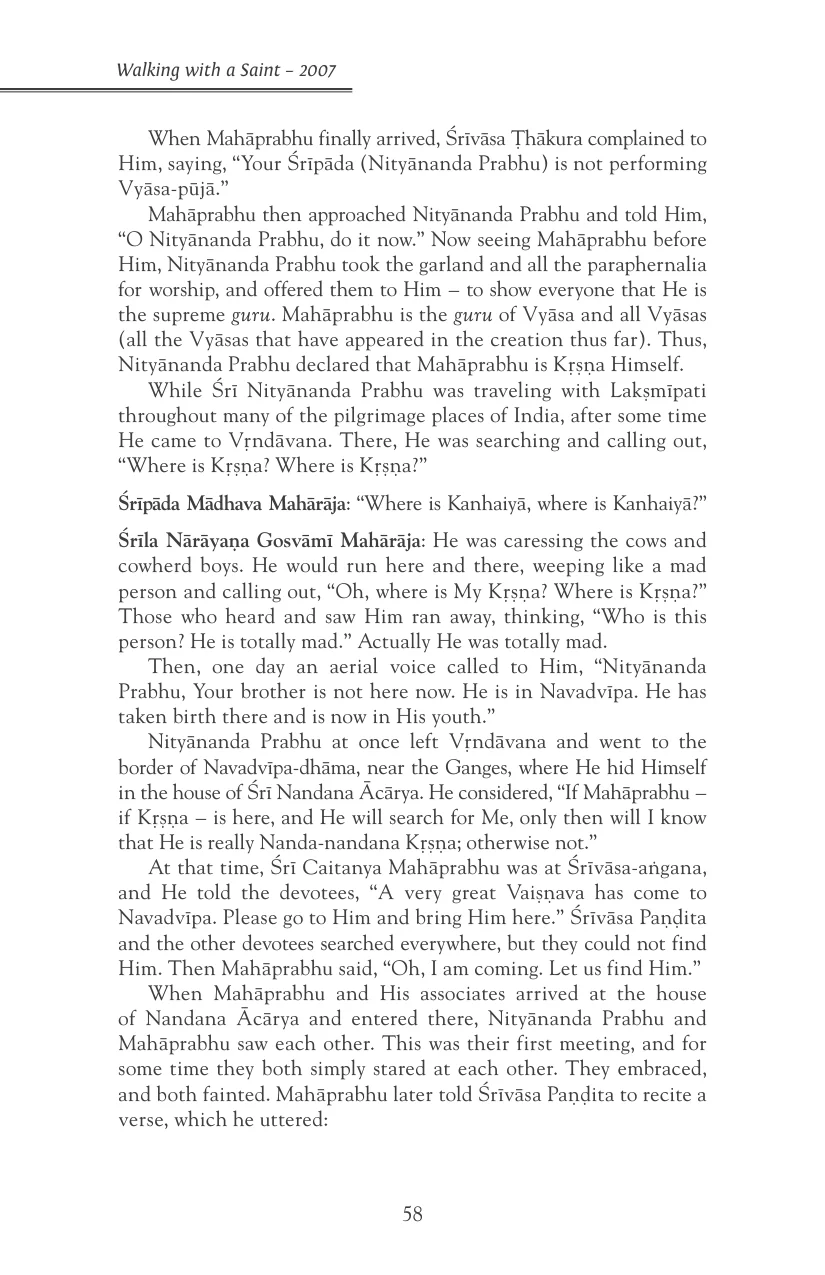 Walking with a Saint – 2007
When Mahāprabhu finally arrived, Śrīvāsa Ṭhākura complained to
Him, saying, “Your Śrīpāda (Nityānanda Prabhu) is not performing
Vyāsa-pūjā.”
Mahāprabhu then approached Nityānanda Prabhu and told Him,
“O Nityānanda Prabhu, do it now.” Now seeing Mahāprabhu before
Him, Nityānanda Prabhu took the garland and all the paraphernalia
for worship, and offered them to Him – to show everyone that He is
the supreme guru. Mahāprabhu is the guru of Vyāsa and all Vyāsas
(all the Vyāsas that have appeared in the creation thus far). Thus,
Nityānanda Prabhu declared that Mahāprabhu is Kṛṣṇa Himself.
While Śrī Nityānanda Prabhu was traveling with Lakṣmīpati
throughout many of the pilgrimage places of India, after some time
He came to Vṛndāvana. There, He was searching and calling out,
“Where is Kṛṣṇa? Where is Kṛṣṇa?”
Śrīpāda Mādhava Mahārāja: “Where is Kanhaiyā, where is Kanhaiyā?”
Śrīla Nārāyaṇa Gosvāmī Mahārāja: He was caressing the cows and
cowherd boys. He would run here and there, weeping like a mad
person and calling out, “Oh, where is My Kṛṣṇa? Where is Kṛṣṇa?”
Those who heard and saw Him ran away, thinking, “Who is this
person? He is totally mad.” Actually He was totally mad.
Then, one day an aerial voice called to Him, “Nityānanda
Prabhu, Your brother is not here now. He is in Navadvīpa. He has
taken birth there and is now in His youth.”
Nityānanda Prabhu at once left Vṛndāvana and went to the
border of Navadvīpa-dhāma, near the Ganges, where He hid Himself
in the house of Śrī Nandana Ācārya. He considered, “If Mahāprabhu –
if Kṛṣṇa – is here, and He will search for Me, only then will I know
that He is really Nanda-nandana Kṛṣṇa; otherwise not.”
At that time, Śrī Caitanya Mahāprabhu was at Śrīvāsa-aṅgana,
and He told the devotees, “A very great Vaiṣṇava has come to
Navadvīpa. Please go to Him and bring Him here.” Śrīvāsa Paṇḍita
and the other devotees searched everywhere, but they could not find
Him. Then Mahāprabhu said, “Oh, I am coming. Let us find Him.”
When Mahāprabhu and His associates arrived at the house
of Nandana Ācārya and entered there, Nityānanda Prabhu and
Mahāprabhu saw each other. This was their first meeting, and for
some time they both simply stared at each other. They embraced,
and both fainted. Mahāprabhu later told Śrīvāsa Paṇḍita to recite a
verse, which he uttered:
58